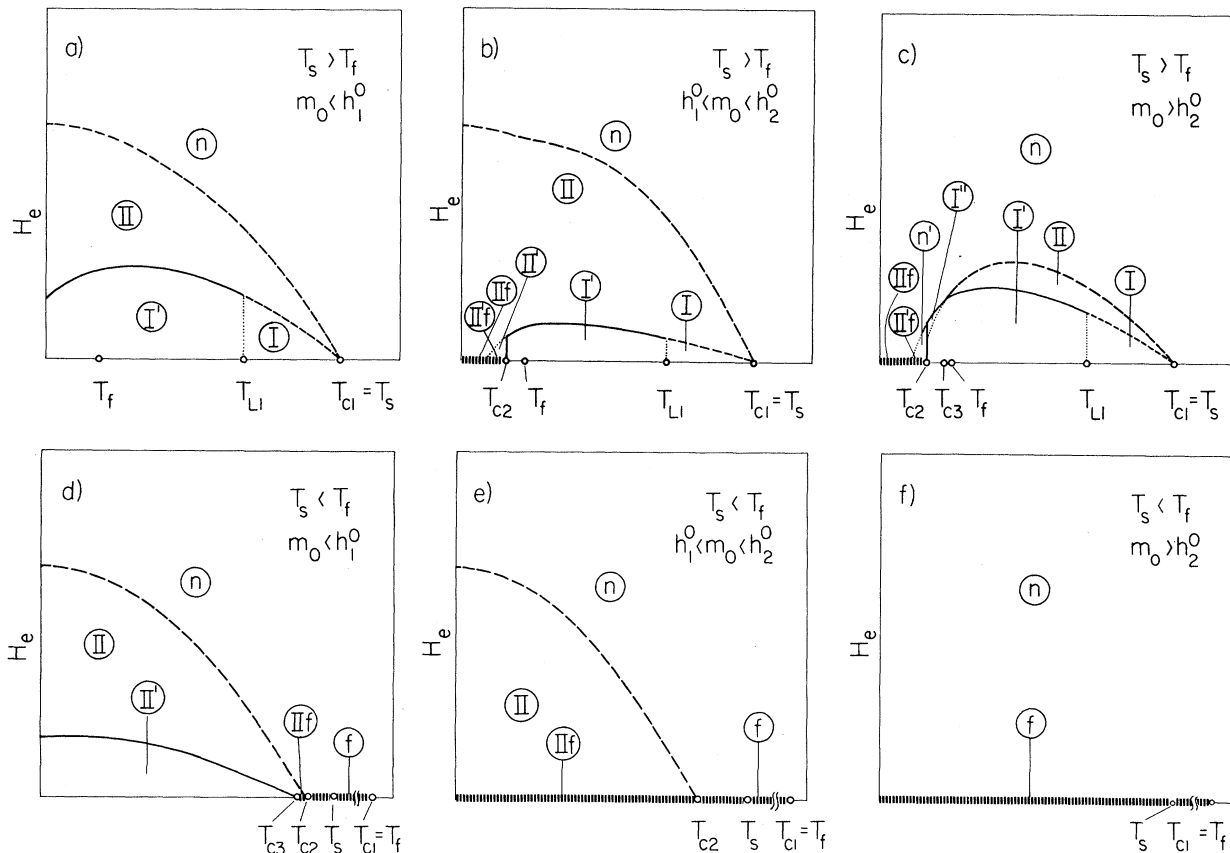 a)
T_s > T_f
m_0 < h_1^0
n
II
H_e
I'
I
T_f
T_L1
T_c1 = T_s
b)
T_s > T_f
h_1^0 < m_0 < h_2^0
n
II
H_e
II'
IIf
II'f
I'
I
T_c2
T_f
T_L1
T_c1 = T_s
c)
T_s > T_f
m_0 > h_2^0
n
I"
I'
II
n'
H_e
IIf
II'f
I
T_c2
T_c3
T_f
T_L1
T_c1 = T_s
d)
T_s < T_f
m_0 < h_1^0
n
H_e
II
II'
IIf
f
T_c3
T_c2
T_s
T_c1 = T_f
e)
T_s < T_f
h_1^0 < m_0 < h_2^0
n
H_e
II
IIf
f
T_c2
T_s
T_c1 = T_f
f)
T_s < T_f
m_0 > h_2^0
n
H_e
f
T_s
T_c1 = T_f